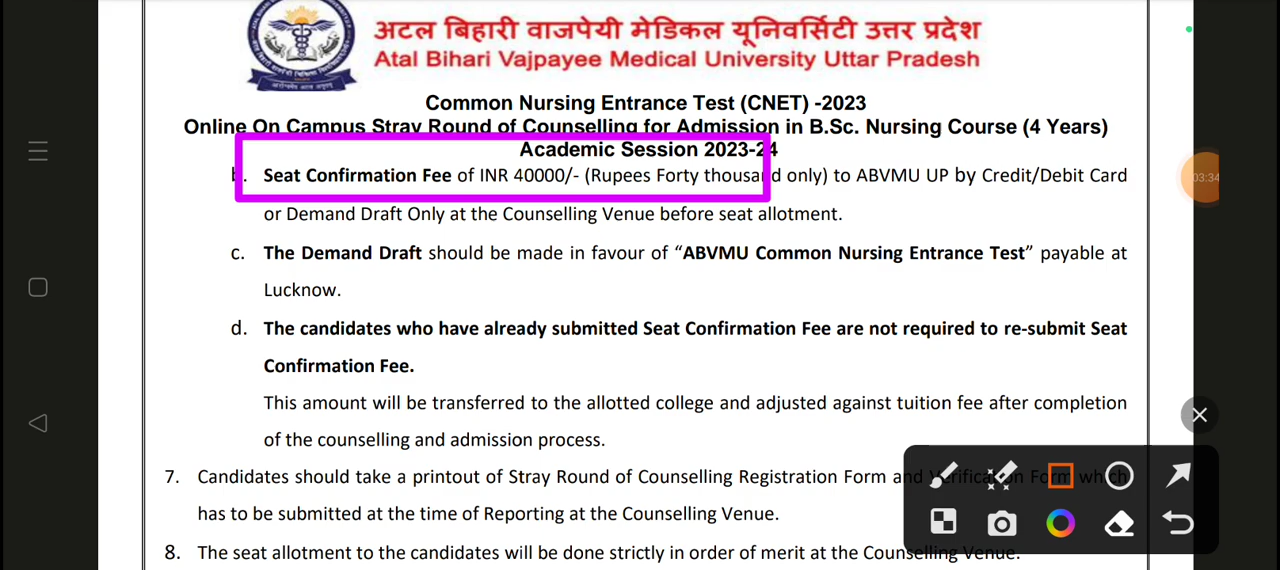 अटल बिहारी वाजपेयी मेडिकल यूनिवर्सिटी उत्तर प्रदेश
Atal Bihari Vajpayee Medical University Uttar Pradesh
Common Nursing Entrance Test (CNET) -2023
Online On Campus Stray Round of Counselling for Admission in B.Sc. Nursing Course (4 Years)
Academic Session 2023-24
b. Seat Confirmation Fee of INR 40000/- (Rupees Forty thousand only) to ABVMU UP by Credit/Debit Card
03:34
or Demand Draft Only at the Counselling Venue before seat allotment.
c. The Demand Draft should be made in favour of “ABVMU Common Nursing Entrance Test” payable at
Lucknow.
d. The candidates who have already submitted Seat Confirmation Fee are not required to re-submit Seat
Confirmation Fee.
This amount will be transferred to the allotted college and adjusted against tuition fee after completion
of the counselling and admission process.
7. Candidates should take a printout of Stray Round of Counselling Registration Form and Verification Form which
has to be submitted at the time of Reporting at the Counselling Venue.
8. The seat allotment to the candidates will be done strictly in order of merit at the Counselling Venue.